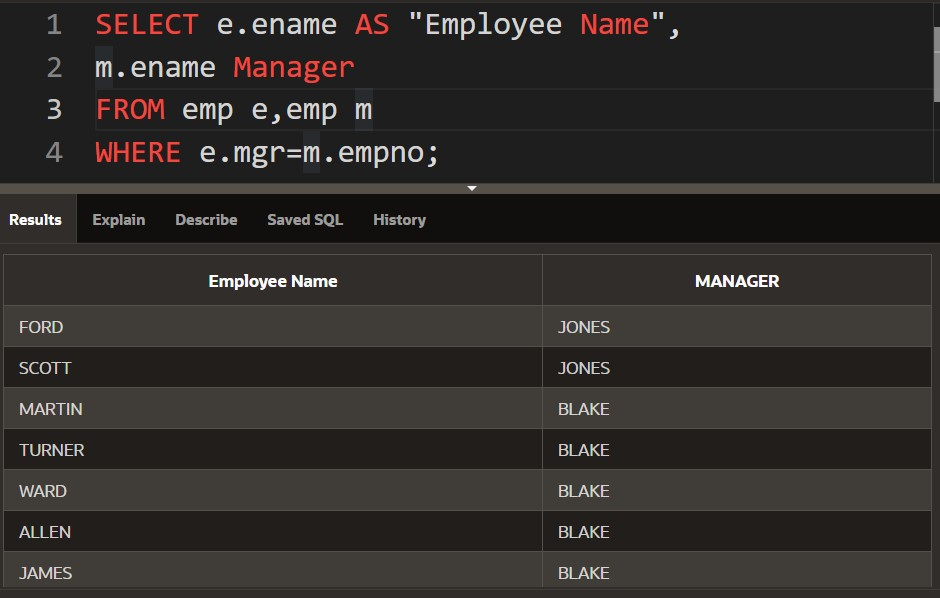 1 SELECT e.ename AS "Employee Name",
2 m.ename Manager
3 FROM emp e,emp m
4 WHERE e.mgr=m.empno;
Results Explain Describe Saved SQL History
Employee Name MANAGER
FORD JONES
SCOTT JONES
MARTIN BLAKE
TURNER BLAKE
WARD BLAKE
ALLEN BLAKE
JAMES BLAKE